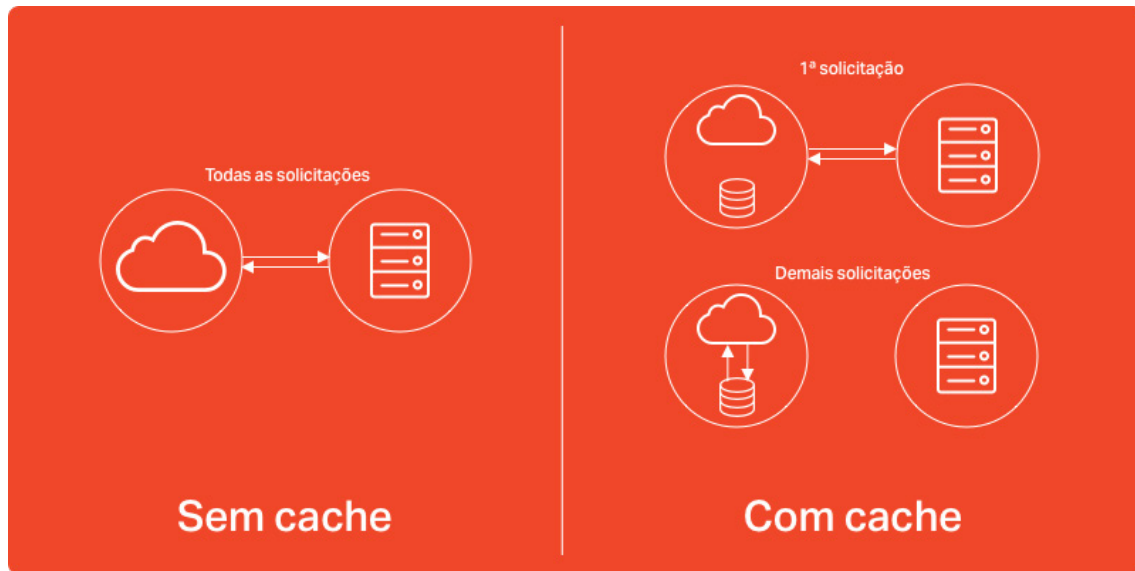 Todas as solicitações
Sem cache
1ª solicitação
Demais solicitações
Com cache